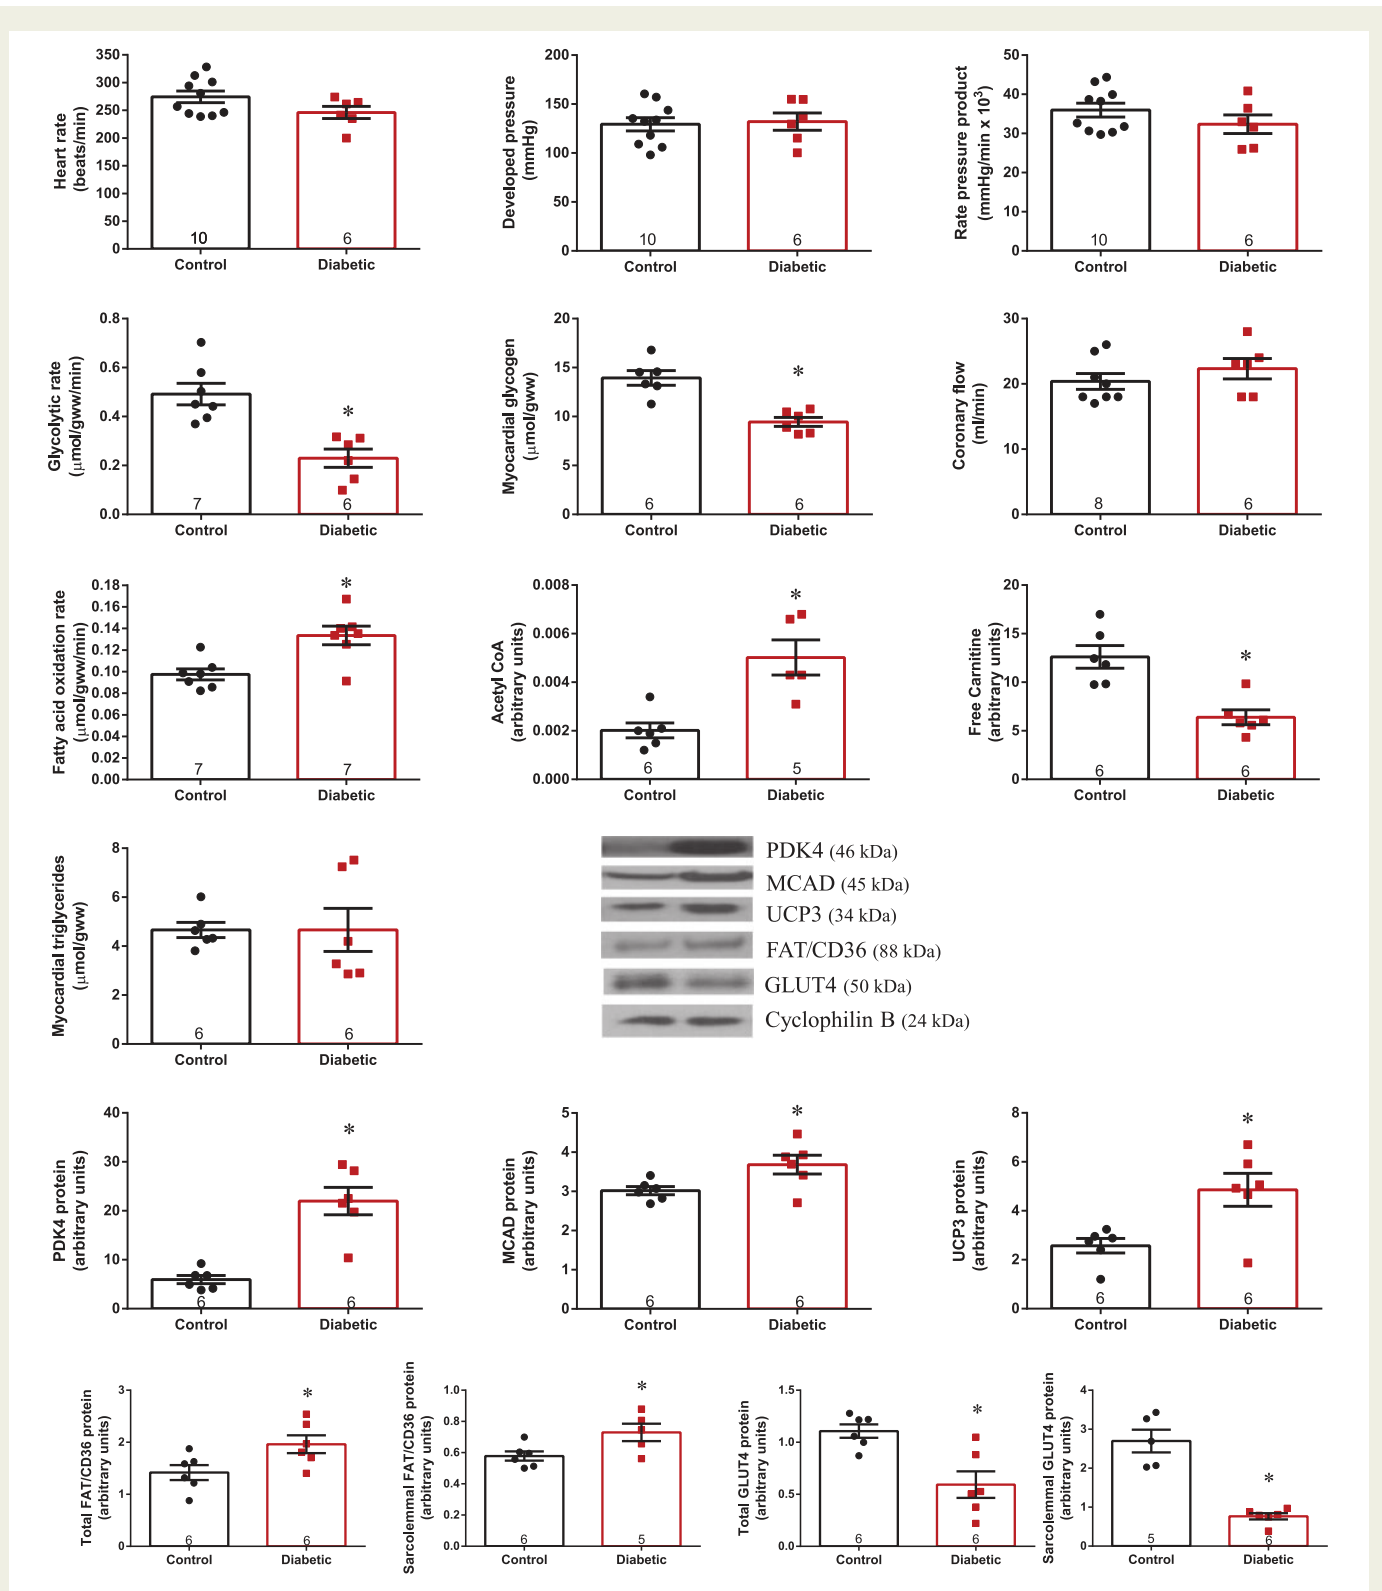 Heart rate
(beats/min)
350
300
250
200
150
100
50
0
10
6
Control
Diabetic
Developed pressure
(mmHg)
200
150
100
50
0
10
6
Control
Diabetic
Rate pressure product
(mmHg/min x 10³)
50
40
30
20
10
0
10
6
Control
Diabetic
Glycolytic rate
(μmol/gww/min)
0.8
0.6
0.4
0.2
0.0
*
7
6
Control
Diabetic
Myocardial glycogen
(μmol/gww)
20
15
10
5
0
*
6
6
Control
Diabetic
Coronary flow
(ml/min)
30
20
10
0
8
6
Control
Diabetic
Fatty acid oxidation rate
(μmol/gww/min)
0.18
0.16
0.14
0.12
0.10
0.08
0.06
0.04
0.02
0.00
*
7
7
Control
Diabetic
Acetyl CoA
(arbitrary units)
0.008
0.006
0.004
0.002
0.000
*
6
5
Control
Diabetic
Free Carnitine
(arbitrary units)
20
15
10
5
0
*
6
6
Control
Diabetic
Myocardial triglycerides
(μmol/gww)
8
6
4
2
0
6
6
Control
Diabetic
PDK4 (46 kDa)
MCAD (45 kDa)
UCP3 (34 kDa)
FAT/CD36 (88 kDa)
GLUT4 (50 kDa)
Cyclophilin B (24 kDa)
PDK4 protein
(arbitrary units)
40
30
20
10
0
*
6
6
Control
Diabetic
MCAD protein
(arbitrary units)
5
4
3
2
1
0
*
6
6
Control
Diabetic
UCP3 protein
(arbitrary units)
8
6
4
2
0
*
6
6
Control
Diabetic
Total FAT/CD36 protein
(arbitrary units)
3
2
1
0
*
6
6
Control
Diabetic
Sarcolemmal FAT/CD36 protein
(arbitrary units)
1.0
0.8
0.6
0.4
0.2
0.0
*
6
5
Control
Diabetic
Total GLUT4 protein
(arbitrary units)
1.5
1.0
0.5
0.0
*
6
6
Control
Diabetic
Sarcolemmal GLUT4 protein
(arbitrary units)
4
3
2
1
0
*
5
6
Control
Diabetic